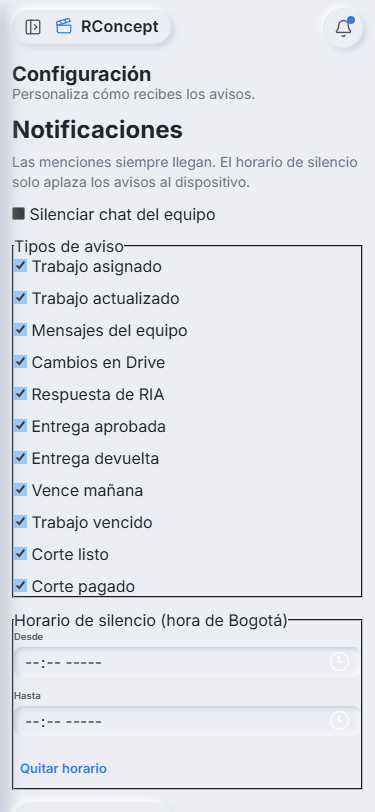 RConcept
Configuración
Personaliza cómo recibes los avisos.
Notificaciones
Las menciones siempre llegan. El horario de silencio
solo aplaza los avisos al dispositivo.
Silenciar chat del equipo
Tipos de aviso
Trabajo asignado
Trabajo actualizado
Mensajes del equipo
Cambios en Drive
Respuesta de RIA
Entrega aprobada
Entrega devuelta
Vence mañana
Trabajo vencido
Corte listo
Corte pagado
Horario de silencio (hora de Bogotá)
Desde
--:-- -----
Hasta
--:-- -----
Quitar horario